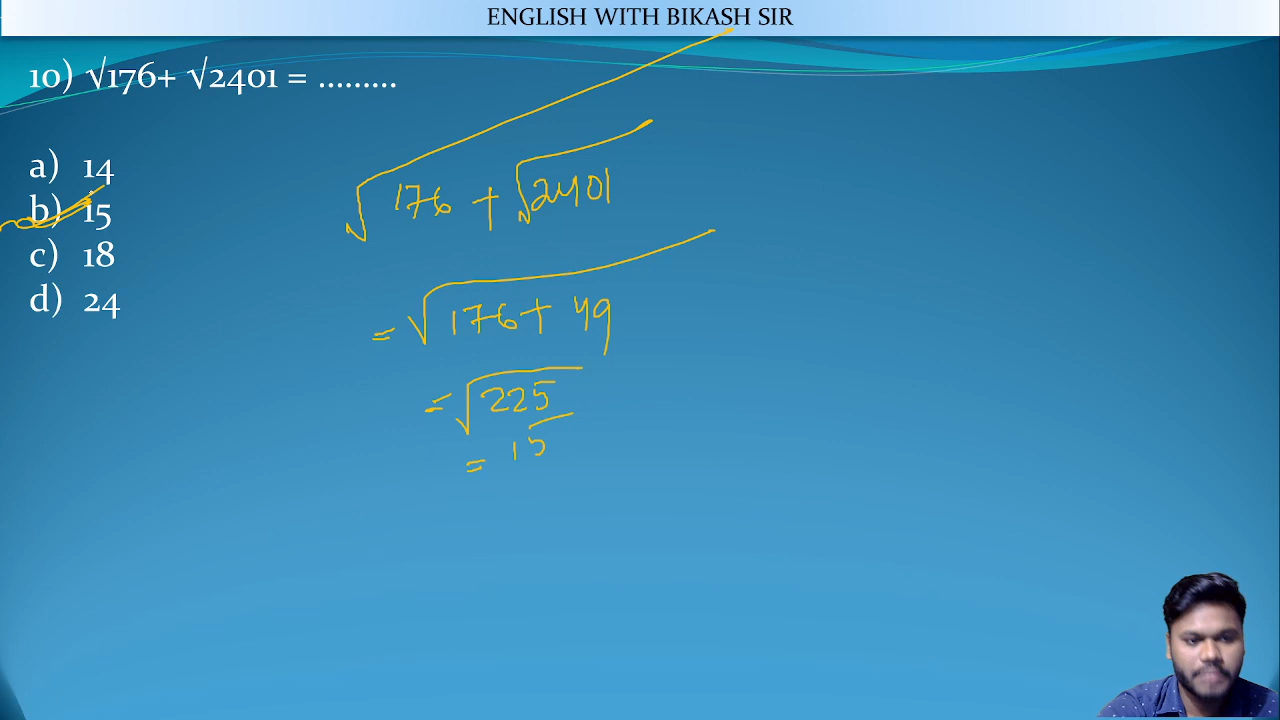 ENGLISH WITH BIKASH SIR
10) √176+ √2401 = .........
a) 14
b) 15
c) 18
d) 24
√176 + √2401
= √176 + 49
= √225
= 15